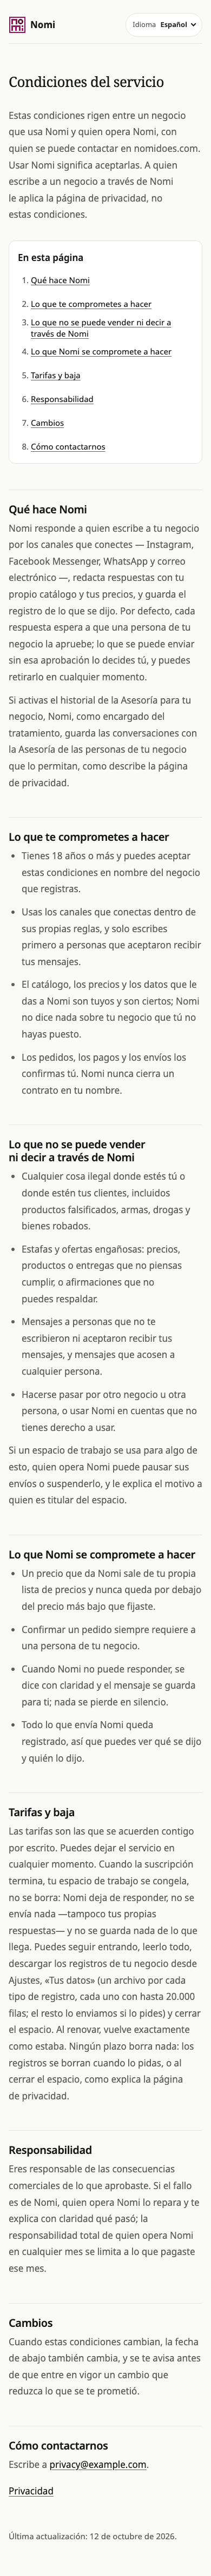 Nomi
Idioma Español
Condiciones del servicio
Estas condiciones rigen entre un negocio
que usa Nomi y quien opera Nomi, con
quien se puede contactar en nomidoes.com.
Usar Nomi significa aceptarlas. A quien
escribe a un negocio a través de Nomi
le aplica la página de privacidad, no
estas condiciones.
En esta página
1. Qué hace Nomi
2. Lo que te comprometes a hacer
3. Lo que no se puede vender ni decir a
través de Nomi
4. Lo que Nomi se compromete a hacer
5. Tarifas y baja
6. Responsabilidad
7. Cambios
8. Cómo contactarnos
Qué hace Nomi
Nomi responde a quien escribe a tu negocio
por los canales que conectes — Instagram,
Facebook Messenger, WhatsApp y correo
electrónico —, redacta respuestas con tu
propio catálogo y tus precios, y guarda el
registro de lo que se dijo. Por defecto, cada
respuesta espera a que una persona de tu
negocio la apruebe; lo que se puede enviar
sin esa aprobación lo decides tú, y puedes
retirarlo en cualquier momento.
Si activas el historial de la Asesoría para tu
negocio, Nomi, como encargado del
tratamiento, guarda las conversaciones con
la Asesoría de las personas de tu negocio
que lo permitan, como describe la página
de privacidad.
Lo que te comprometes a hacer
• Tienes 18 años o más y puedes aceptar
estas condiciones en nombre del negocio
que registras.
• Usas los canales que conectas dentro de
sus propias reglas, y solo escribes
primero a personas que aceptaron recibir
tus mensajes.
• El catálogo, los precios y los datos que le
das a Nomi son tuyos y son ciertos; Nomi
no dice nada sobre tu negocio que tú no
hayas puesto.
• Los pedidos, los pagos y los envíos los
confirmas tú. Nomi nunca cierra un
contrato en tu nombre.
Lo que no se puede vender
ni decir a través de Nomi
• Cualquier cosa ilegal donde estés tú o
donde estén tus clientes, incluidos
productos falsificados, armas, drogas y
bienes robados.
• Estafas y ofertas engañosas: precios,
productos o entregas que no piensas
cumplir, o afirmaciones que no
puedes respaldar.
• Mensajes a personas que no te
escribieron ni aceptaron recibir tus
mensajes, y mensajes que acosen a
cualquier persona.
• Hacerse pasar por otro negocio u otra
persona, o usar Nomi en cuentas que no
tienes derecho a usar.
Si un espacio de trabajo se usa para algo de
esto, quien opera Nomi puede pausar sus
envíos o suspenderlo, y le explica el motivo a
quien es titular del espacio.
Lo que Nomi se compromete a hacer
• Un precio que da Nomi sale de tu propia
lista de precios y nunca queda por debajo
del precio más bajo que fijaste.
• Confirmar un pedido siempre requiere a
una persona de tu negocio.
• Cuando Nomi no puede responder, se
dice con claridad y el mensaje se guarda
para ti; nada se pierde en silencio.
• Todo lo que envía Nomi queda
registrado, así que puedes ver qué se dijo
y quién lo dijo.
Tarifas y baja
Las tarifas son las que se acuerden contigo
por escrito. Puedes dejar el servicio en
cualquier momento. Cuando la suscripción
termina, tu espacio de trabajo se congela,
no se borra: Nomi deja de responder, no se
envía nada —tampoco tus propias
respuestas— y no se guarda nada de lo que
llega. Puedes seguir entrando, leerlo todo,
descargar los registros de tu negocio desde
Ajustes, «Tus datos» (un archivo por cada
tipo de registro, cada uno con hasta 20.000
filas; el resto lo enviamos si lo pides) y cerrar
el espacio. Al renovar, vuelve exactamente
como estaba. Ningún plazo borra nada: los
registros se borran cuando lo pidas, o al
cerrar el espacio, como explica la página
de privacidad.
Responsabilidad
Eres responsable de las consecuencias
comerciales de lo que aprobaste. Si el fallo
es de Nomi, quien opera Nomi lo repara y te
explica con claridad qué pasó; la
responsabilidad total de quien opera Nomi
en cualquier mes se limita a lo que pagaste
ese mes.
Cambios
Cuando estas condiciones cambian, la fecha
de abajo también cambia, y se te avisa antes
de que entre en vigor un cambio que
reduzca lo que se te prometió.
Cómo contactarnos
Escribe a privacy@example.com.
Privacidad
Última actualización: 12 de octubre de 2026.